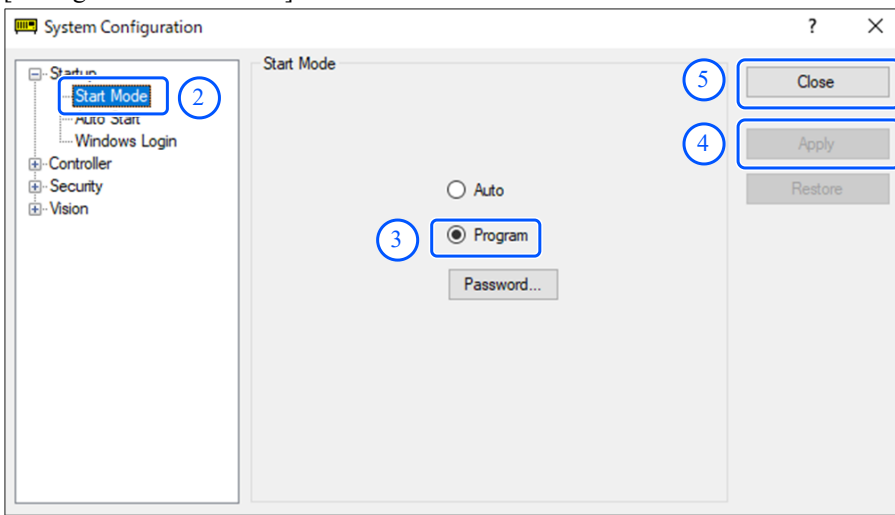 System Configuration
?
Startup
Start Mode
2
Auto Start
Windows Login
Controller
Security
Vision
Start Mode
Auto
3
Program
Password...
5
Close
4
Apply
Restore